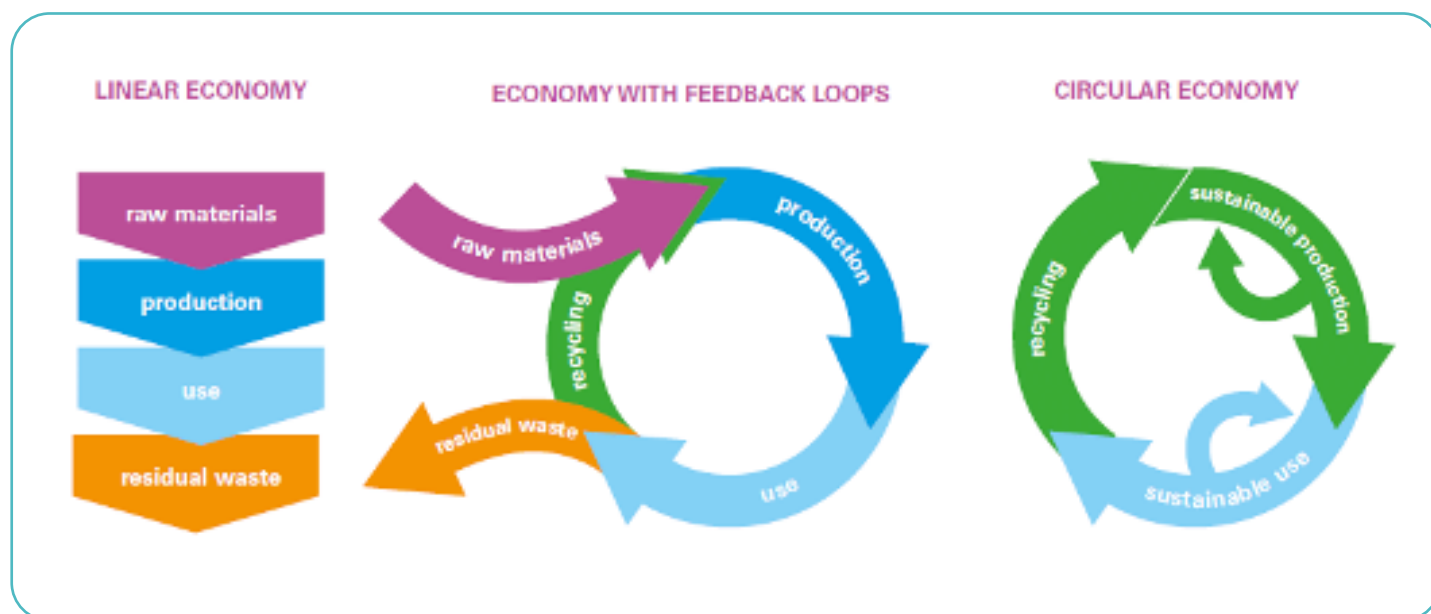 LINEAR ECONOMY
raw materials
production
use
residual waste
ECONOMY WITH FEEDBACK LOOPS
raw materials
production
use
recycling
residual waste
CIRCULAR ECONOMY
sustainable production
sustainable use
recycling